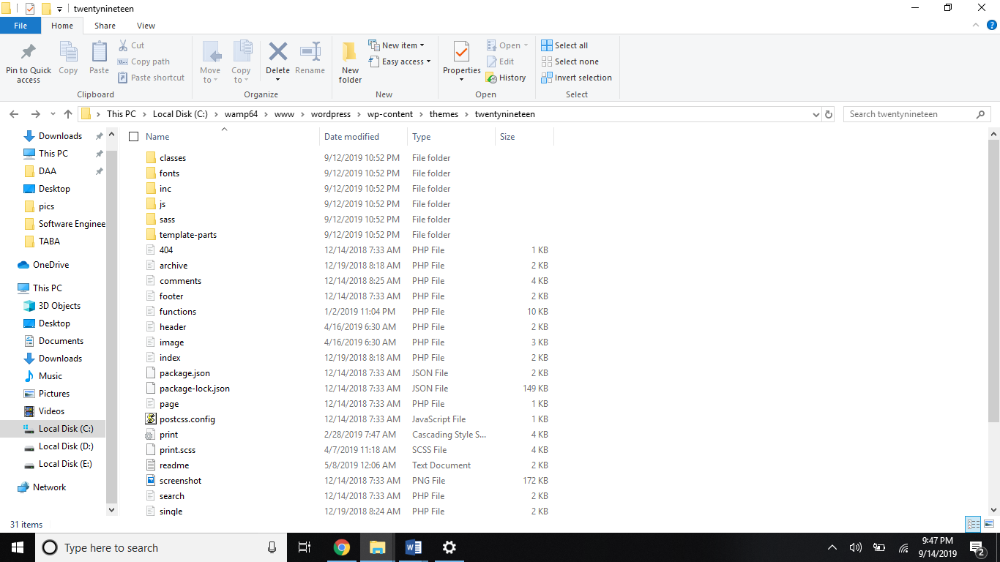 twentynineteen
File Home Share View
Pin to Quick access
Copy
Paste
Cut
Copy path
Paste shortcut
Clipboard
Move to
Copy to
Delete
Rename
Organize
New folder
New item
Easy access
New
Properties
Open
Edit
History
Open
Select all
Select none
Invert selection
Select
This PC Local Disk (C:) wamp64 www wordpress wp-content themes twentynineteen
Search twentynineteen
Downloads
This PC
DAA
Desktop
pics
Software Enginee
TABA
OneDrive
This PC
3D Objects
Desktop
Documents
Downloads
Music
Pictures
Videos
Local Disk (C:)
Local Disk (D:)
Local Disk (E:)
Network
Name Date modified Type Size
classes 9/12/2019 10:52 PM File folder
fonts 9/12/2019 10:52 PM File folder
inc 9/12/2019 10:52 PM File folder
js 9/12/2019 10:52 PM File folder
sass 9/12/2019 10:52 PM File folder
template-parts 9/12/2019 10:52 PM File folder
404 12/14/2018 7:33 AM PHP File 1 KB
archive 12/19/2018 8:18 AM PHP File 2 KB
comments 12/14/2018 8:25 AM PHP File 4 KB
footer 12/14/2018 7:33 AM PHP File 2 KB
functions 1/2/2019 11:04 PM PHP File 10 KB
header 4/16/2019 6:30 AM PHP File 2 KB
image 4/16/2019 6:30 AM PHP File 3 KB
index 12/19/2018 8:18 AM PHP File 2 KB
package.json 12/14/2018 7:33 AM JSON File 2 KB
package-lock.json 12/14/2018 7:33 AM JSON File 149 KB
page 12/14/2018 7:33 AM PHP File 1 KB
postcss.config 12/14/2018 7:33 AM JavaScript File 1 KB
print 2/28/2019 7:47 AM Cascading Style S... 4 KB
print.scss 4/7/2019 11:18 AM SCSS File 4 KB
readme 5/8/2019 12:06 AM Text Document 2 KB
screenshot 12/14/2018 7:33 AM PNG File 172 KB
search 12/14/2018 7:33 AM PHP File 2 KB
single 12/19/2018 8:24 AM PHP File 2 KB
31 items
Type here to search
9:47 PM
9/14/2019
2